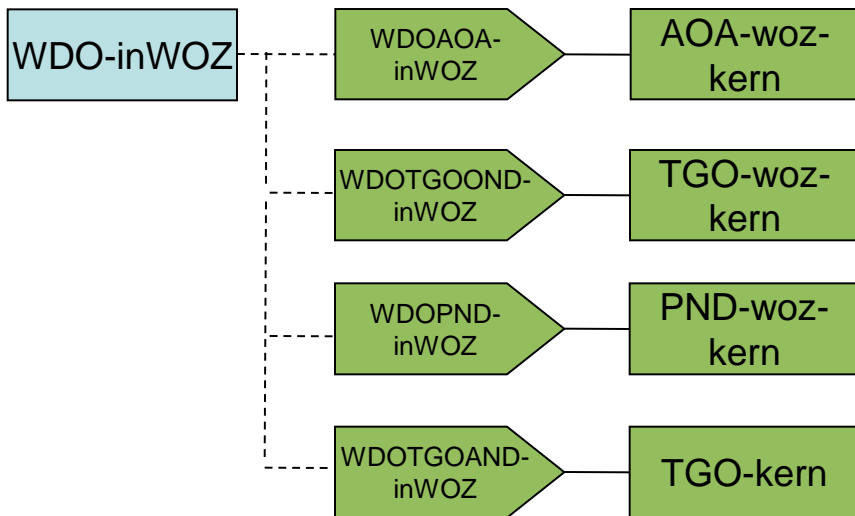 WDO-inWOZ
WDOAOA-
inWOZ
AOA-woz-
kern
WDOTGOOND-
inWOZ
TGO-woz-
kern
WDOPND-
inWOZ
PND-woz-
kern
WDOTGOAND-
inWOZ
TGO-kern